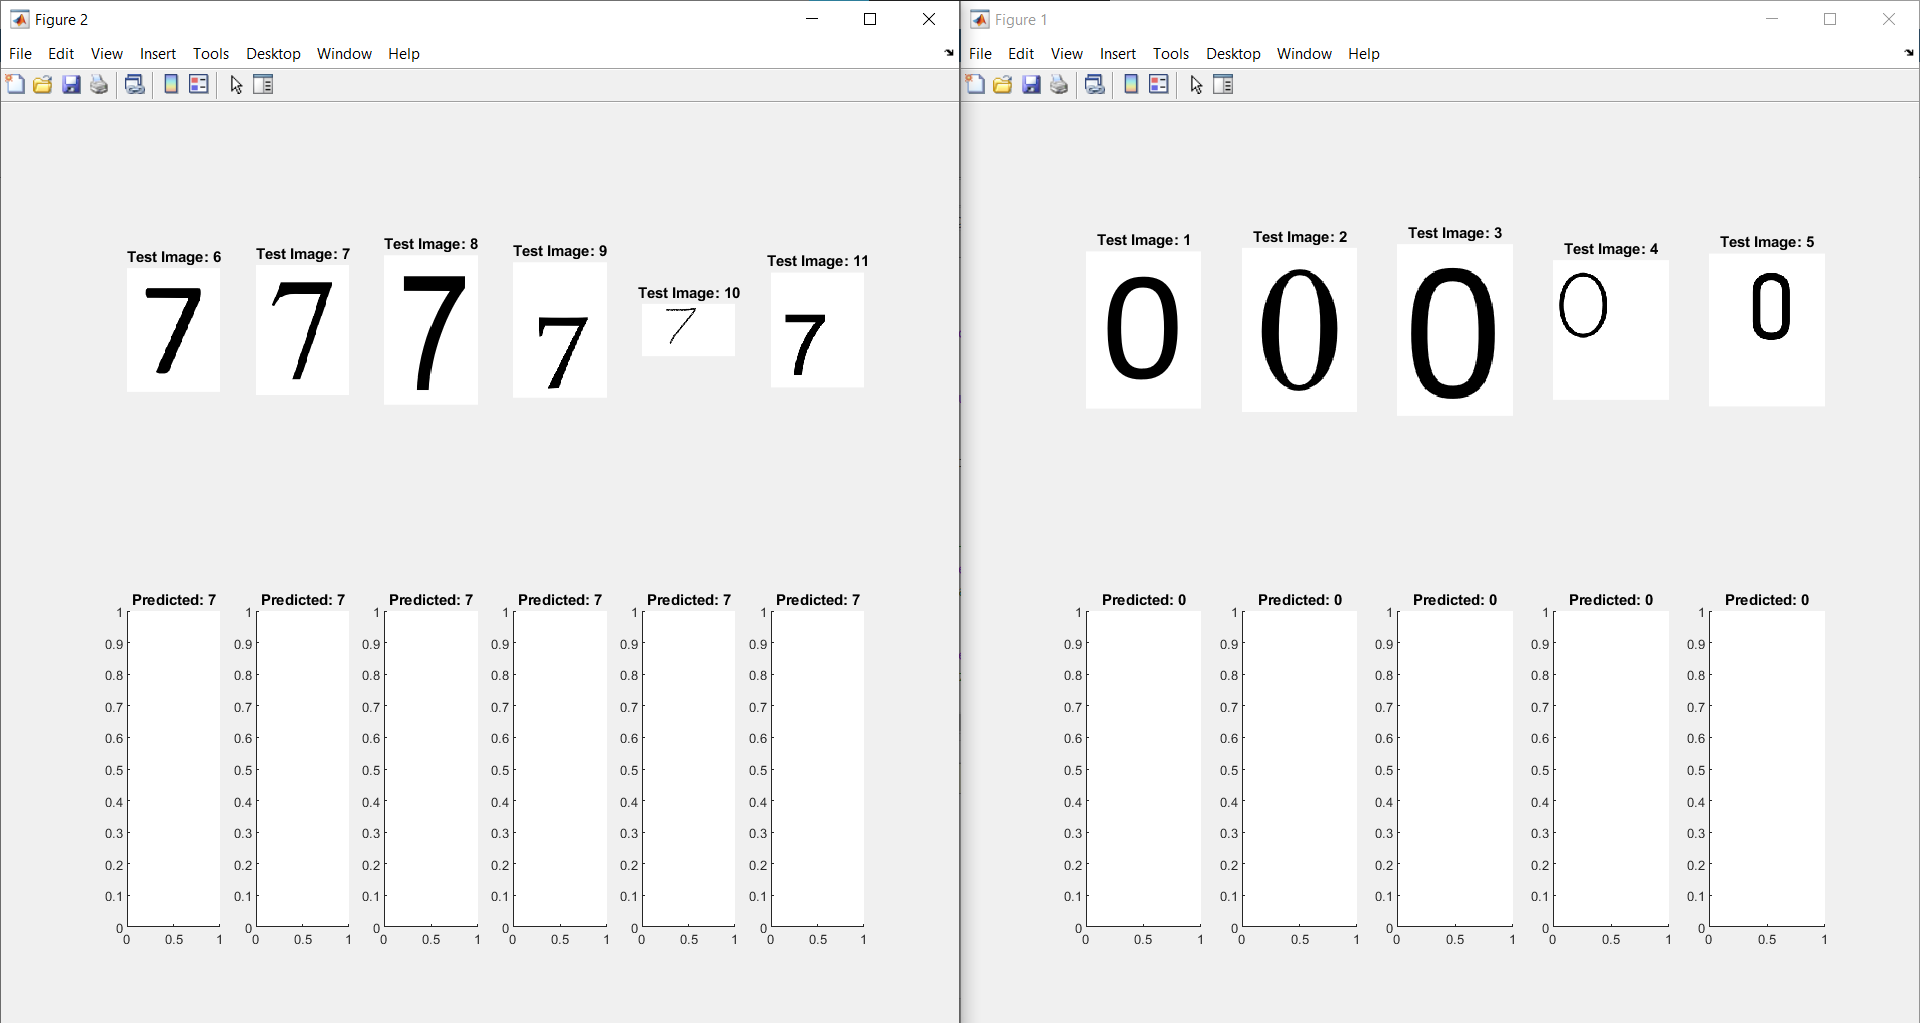 Figure 2
File Edit View Insert Tools Desktop Window Help
Test Image: 6 Test Image: 7 Test Image: 8 Test Image: 9 Test Image: 10 Test Image: 11
7 7 7 7 7 7
Predicted: 7 Predicted: 7 Predicted: 7 Predicted: 7 Predicted: 7 Predicted: 7
1 1 1 1 1 1
0.9 0.9 0.9 0.9 0.9 0.9
0.8 0.8 0.8 0.8 0.8 0.8
0.7 0.7 0.7 0.7 0.7 0.7
0.6 0.6 0.6 0.6 0.6 0.6
0.5 0.5 0.5 0.5 0.5 0.5
0.4 0.4 0.4 0.4 0.4 0.4
0.3 0.3 0.3 0.3 0.3 0.3
0.2 0.2 0.2 0.2 0.2 0.2
0.1 0.1 0.1 0.1 0.1 0.1
0 0 0 0 0 0
0 0.5 1 0 0.5 1 0 0.5 1 0 0.5 1 0 0.5 1 0 0.5 1
Figure 1
File Edit View Insert Tools Desktop Window Help
Test Image: 1 Test Image: 2 Test Image: 3 Test Image: 4 Test Image: 5
0 0 0 0 0
Predicted: 0 Predicted: 0 Predicted: 0 Predicted: 0 Predicted: 0
1 1 1 1 1
0.9 0.9 0.9 0.9 0.9
0.8 0.8 0.8 0.8 0.8
0.7 0.7 0.7 0.7 0.7
0.6 0.6 0.6 0.6 0.6
0.5 0.5 0.5 0.5 0.5
0.4 0.4 0.4 0.4 0.4
0.3 0.3 0.3 0.3 0.3
0.2 0.2 0.2 0.2 0.2
0.1 0.1 0.1 0.1 0.1
0 0 0 0 0
0 0.5 1 0 0.5 1 0 0.5 1 0 0.5 1 0 0.5 1